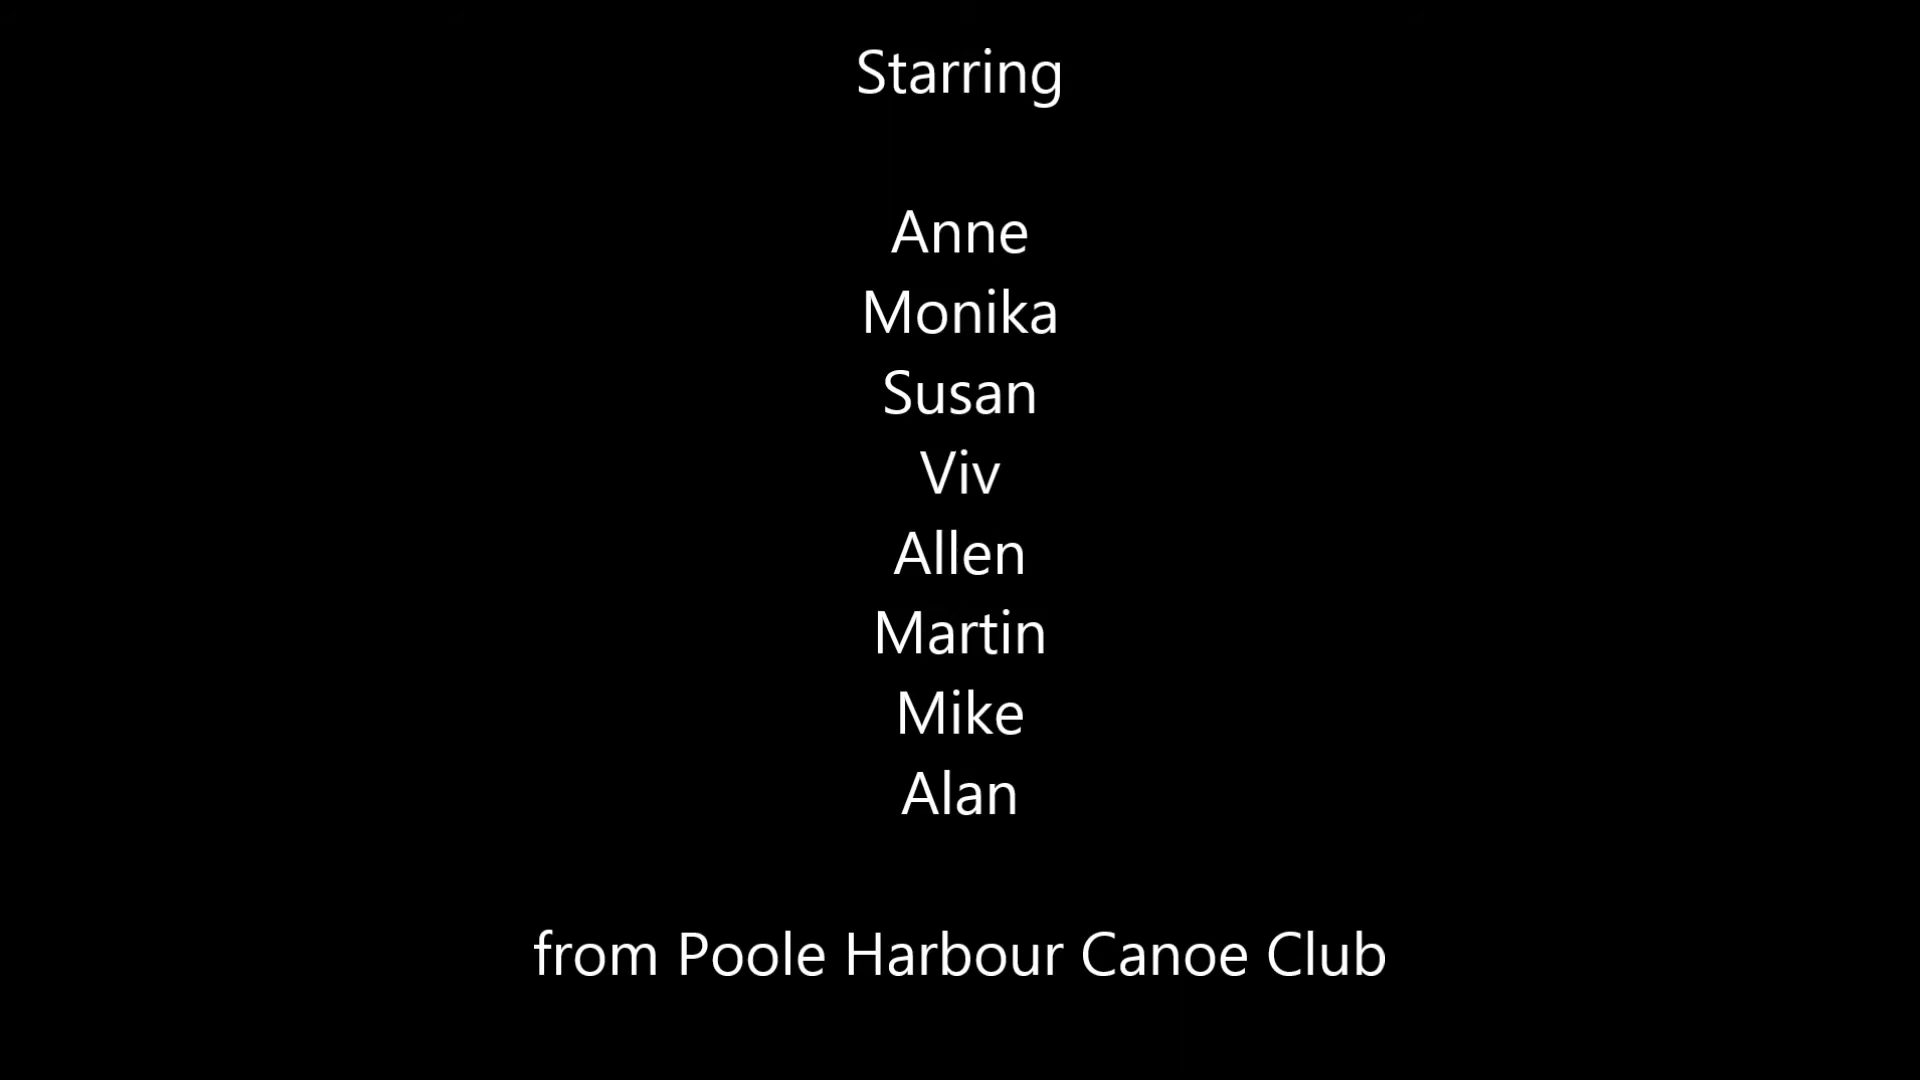 Starring
Anne
Monika
Susan
Viv
Allen
Martin
Mike
Alan
from Poole Harbour Canoe Club